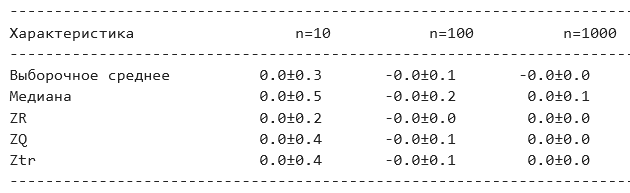 --------------------------------------------------------------------
Характеристика n=10 n=100 n=1000
--------------------------------------------------------------------
Выборочное среднее 0.0±0.3 -0.0±0.1 -0.0±0.0
Медиана 0.0±0.5 -0.0±0.2 0.0±0.1
ZR 0.0±0.2 -0.0±0.0 0.0±0.0
ZQ 0.0±0.4 -0.0±0.1 0.0±0.0
Ztr 0.0±0.4 -0.0±0.1 0.0±0.0
--------------------------------------------------------------------